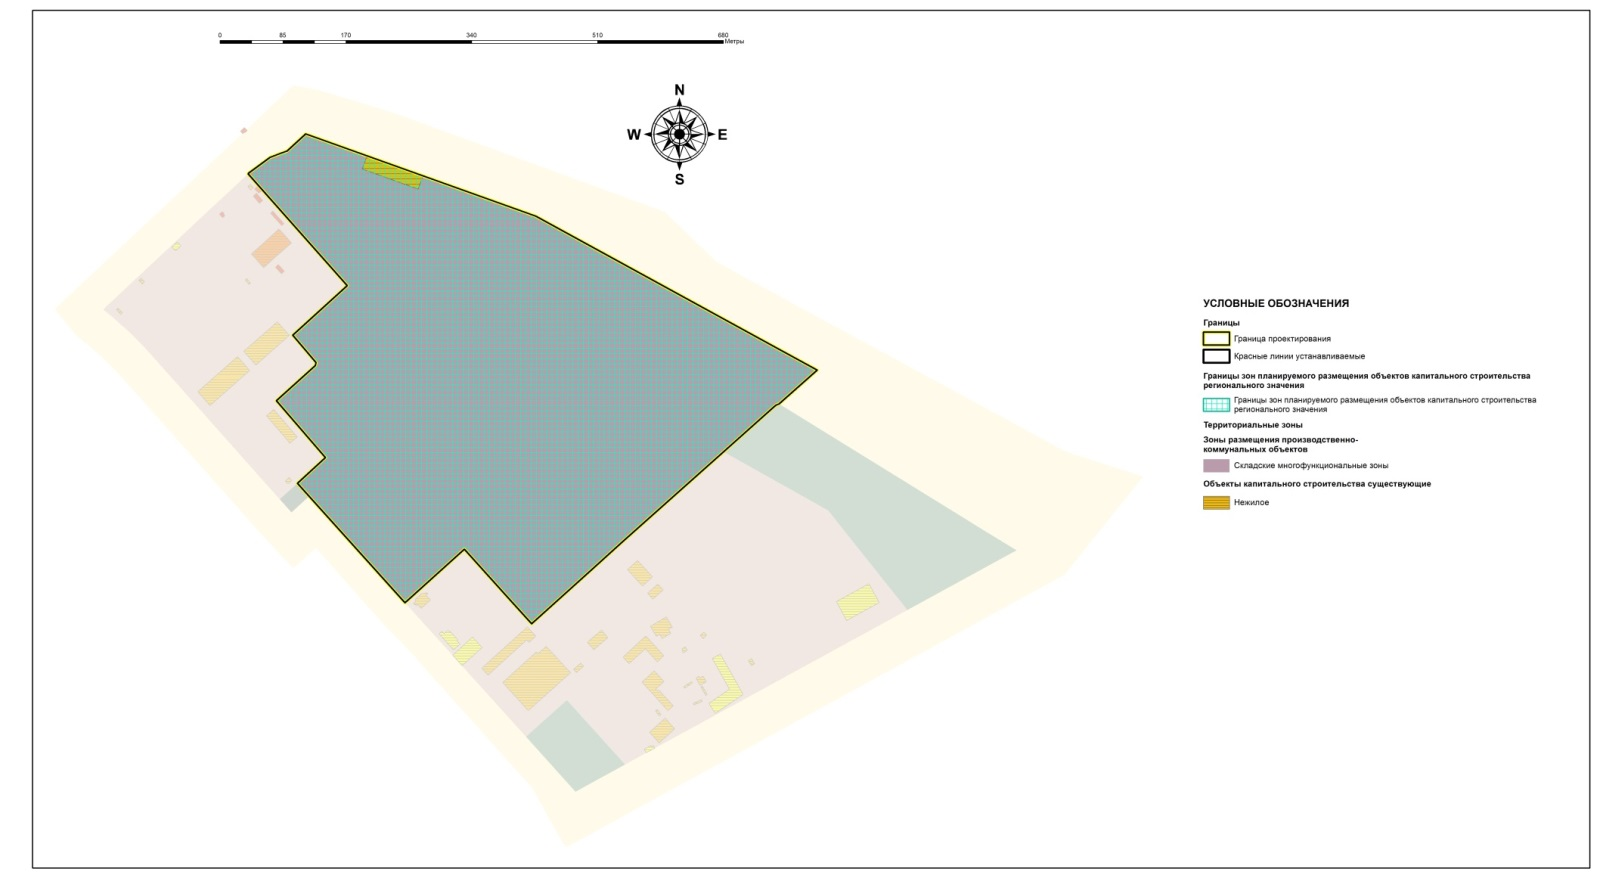 0 85 170 340 510 680
Метры
N
W E
S
УСЛОВНЫЕ ОБОЗНАЧЕНИЯ
Границы
Граница проектирования
Красные линии устанавливаемые
Границы зон планируемого размещения объектов капитального строительства
регионального значения
Границы зон планируемого размещения объектов капитального строительства
регионального значения
Территориальные зоны
Зоны размещения производственно-
коммунальных объектов
Складские многофункциональные зоны
Объекты капитального строительства существующие
Нежилое